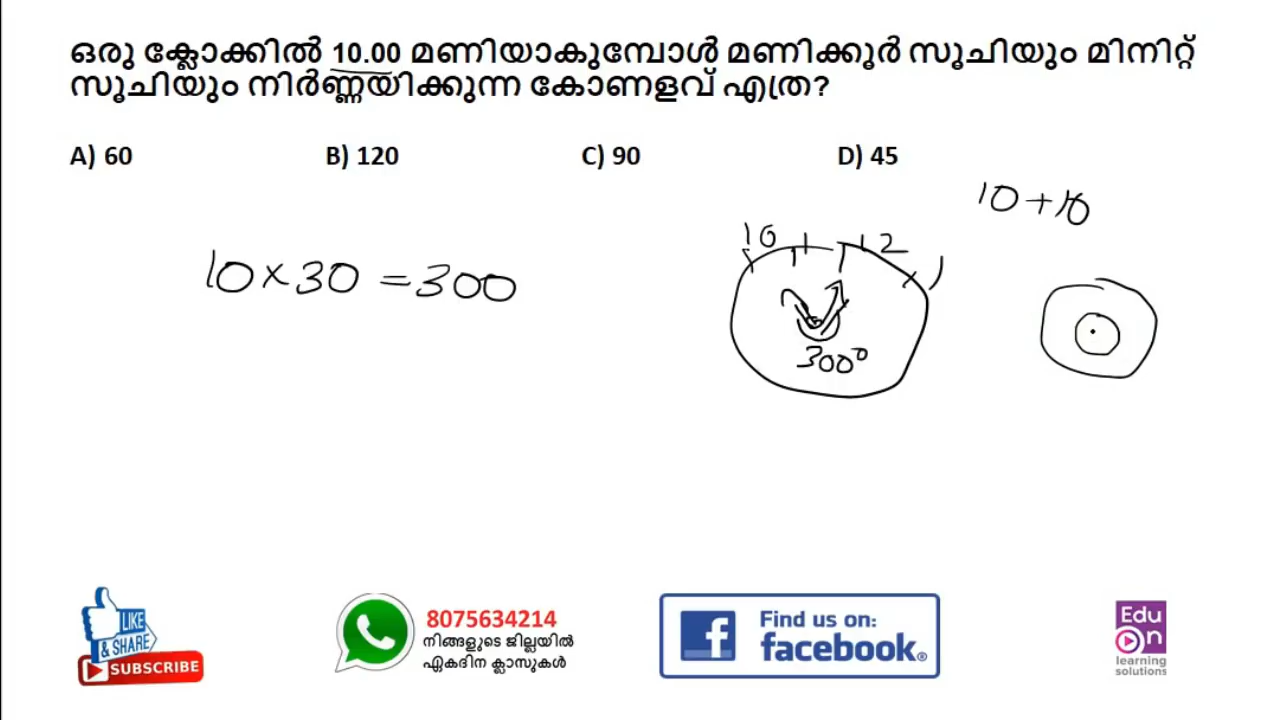 ഒരു ക്ലോക്കിൽ 10.00 മണിയാകുമ്പോൾ മണിക്കൂർ സൂചിയും മിനിറ്റ്
സൂചിയും നിർണ്ണയിക്കുന്ന കോണളവ് എത്ര?
A) 60 B) 120 C) 90 D) 45
10+10
10 12 1
10×30 =300
300°
LIKE
& SHARE
SUBSCRIBE
8075634214
നിങ്ങളുടെ ജില്ലയിൽ
ഏകദിന ക്ലാസുകൾ
Find us on:
facebook.
Edu
On
learning
solutions